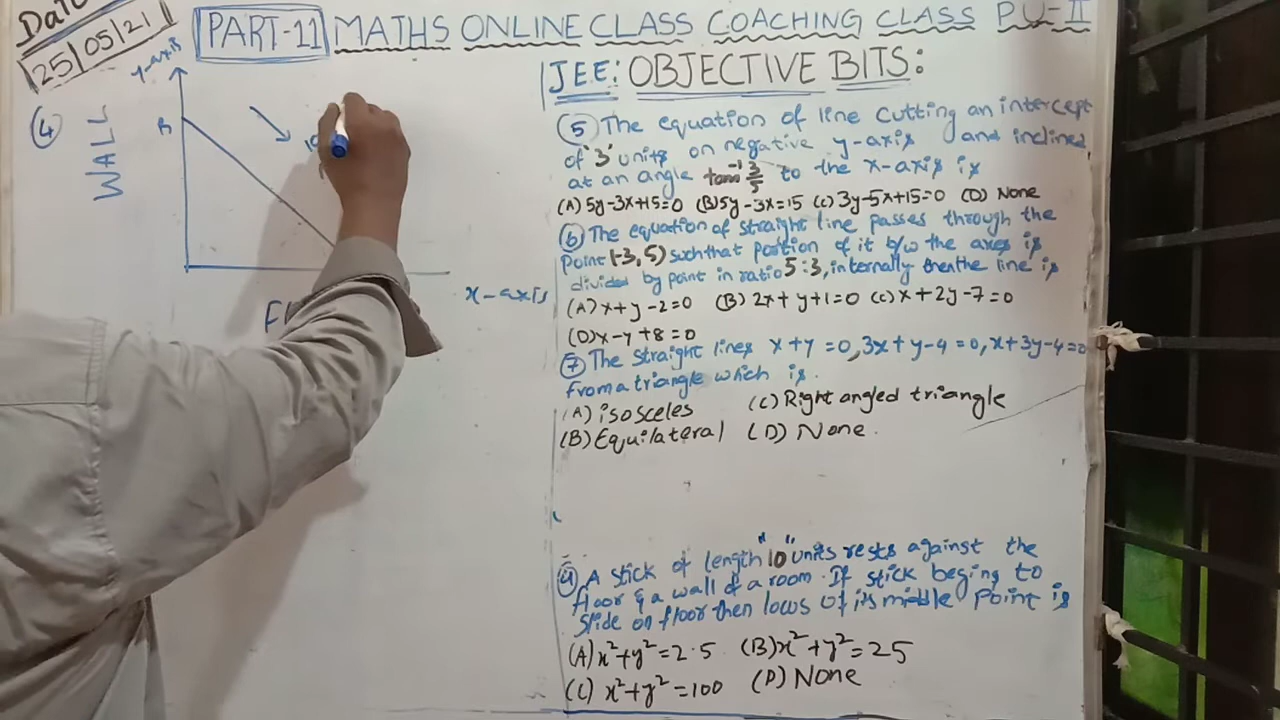 Date
25/05/21
PART-11 MATHS ONLINE CLASS COACHING CLASS P.U-II
y-axis
④
WALL
B
10
x-axis
JEE: OBJECTIVE BITS:
⑤ The equation of line cutting an intercept
of '3' units on negative y-axis and inclined
at an angle tan⁻¹ 3/5 to the x-axis is
(A) 5y-3x+15=0 (B) 5y-3x=15 (C) 3y-5x+15=0 (D) None
⑥ The equation of straight line passes through the
point (-3, 5) such that portion of it b/w the axes is
divided by point in ratio 5:3, internally then the line is
(A) x+y-2=0 (B) 2x+y+1=0 (C) x+2y-7=0
(D) x-y+8=0
⑦ The straight lines x+y=0, 3x+y-4=0, x+3y-4=0
from a triangle which is.
(A) isosceles (C) Right angled triangle
(B) Equilateral (D) None.
④ A stick of length "10" units rests against the
floor & a wall of a room. If stick begins to
slide on floor then locus of its middle point is
(A) x²+y²=2.5 (B) x²+y²=25
(C) x²+y²=100 (D) None